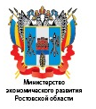 Министерство
экономического развития
Ростовской области